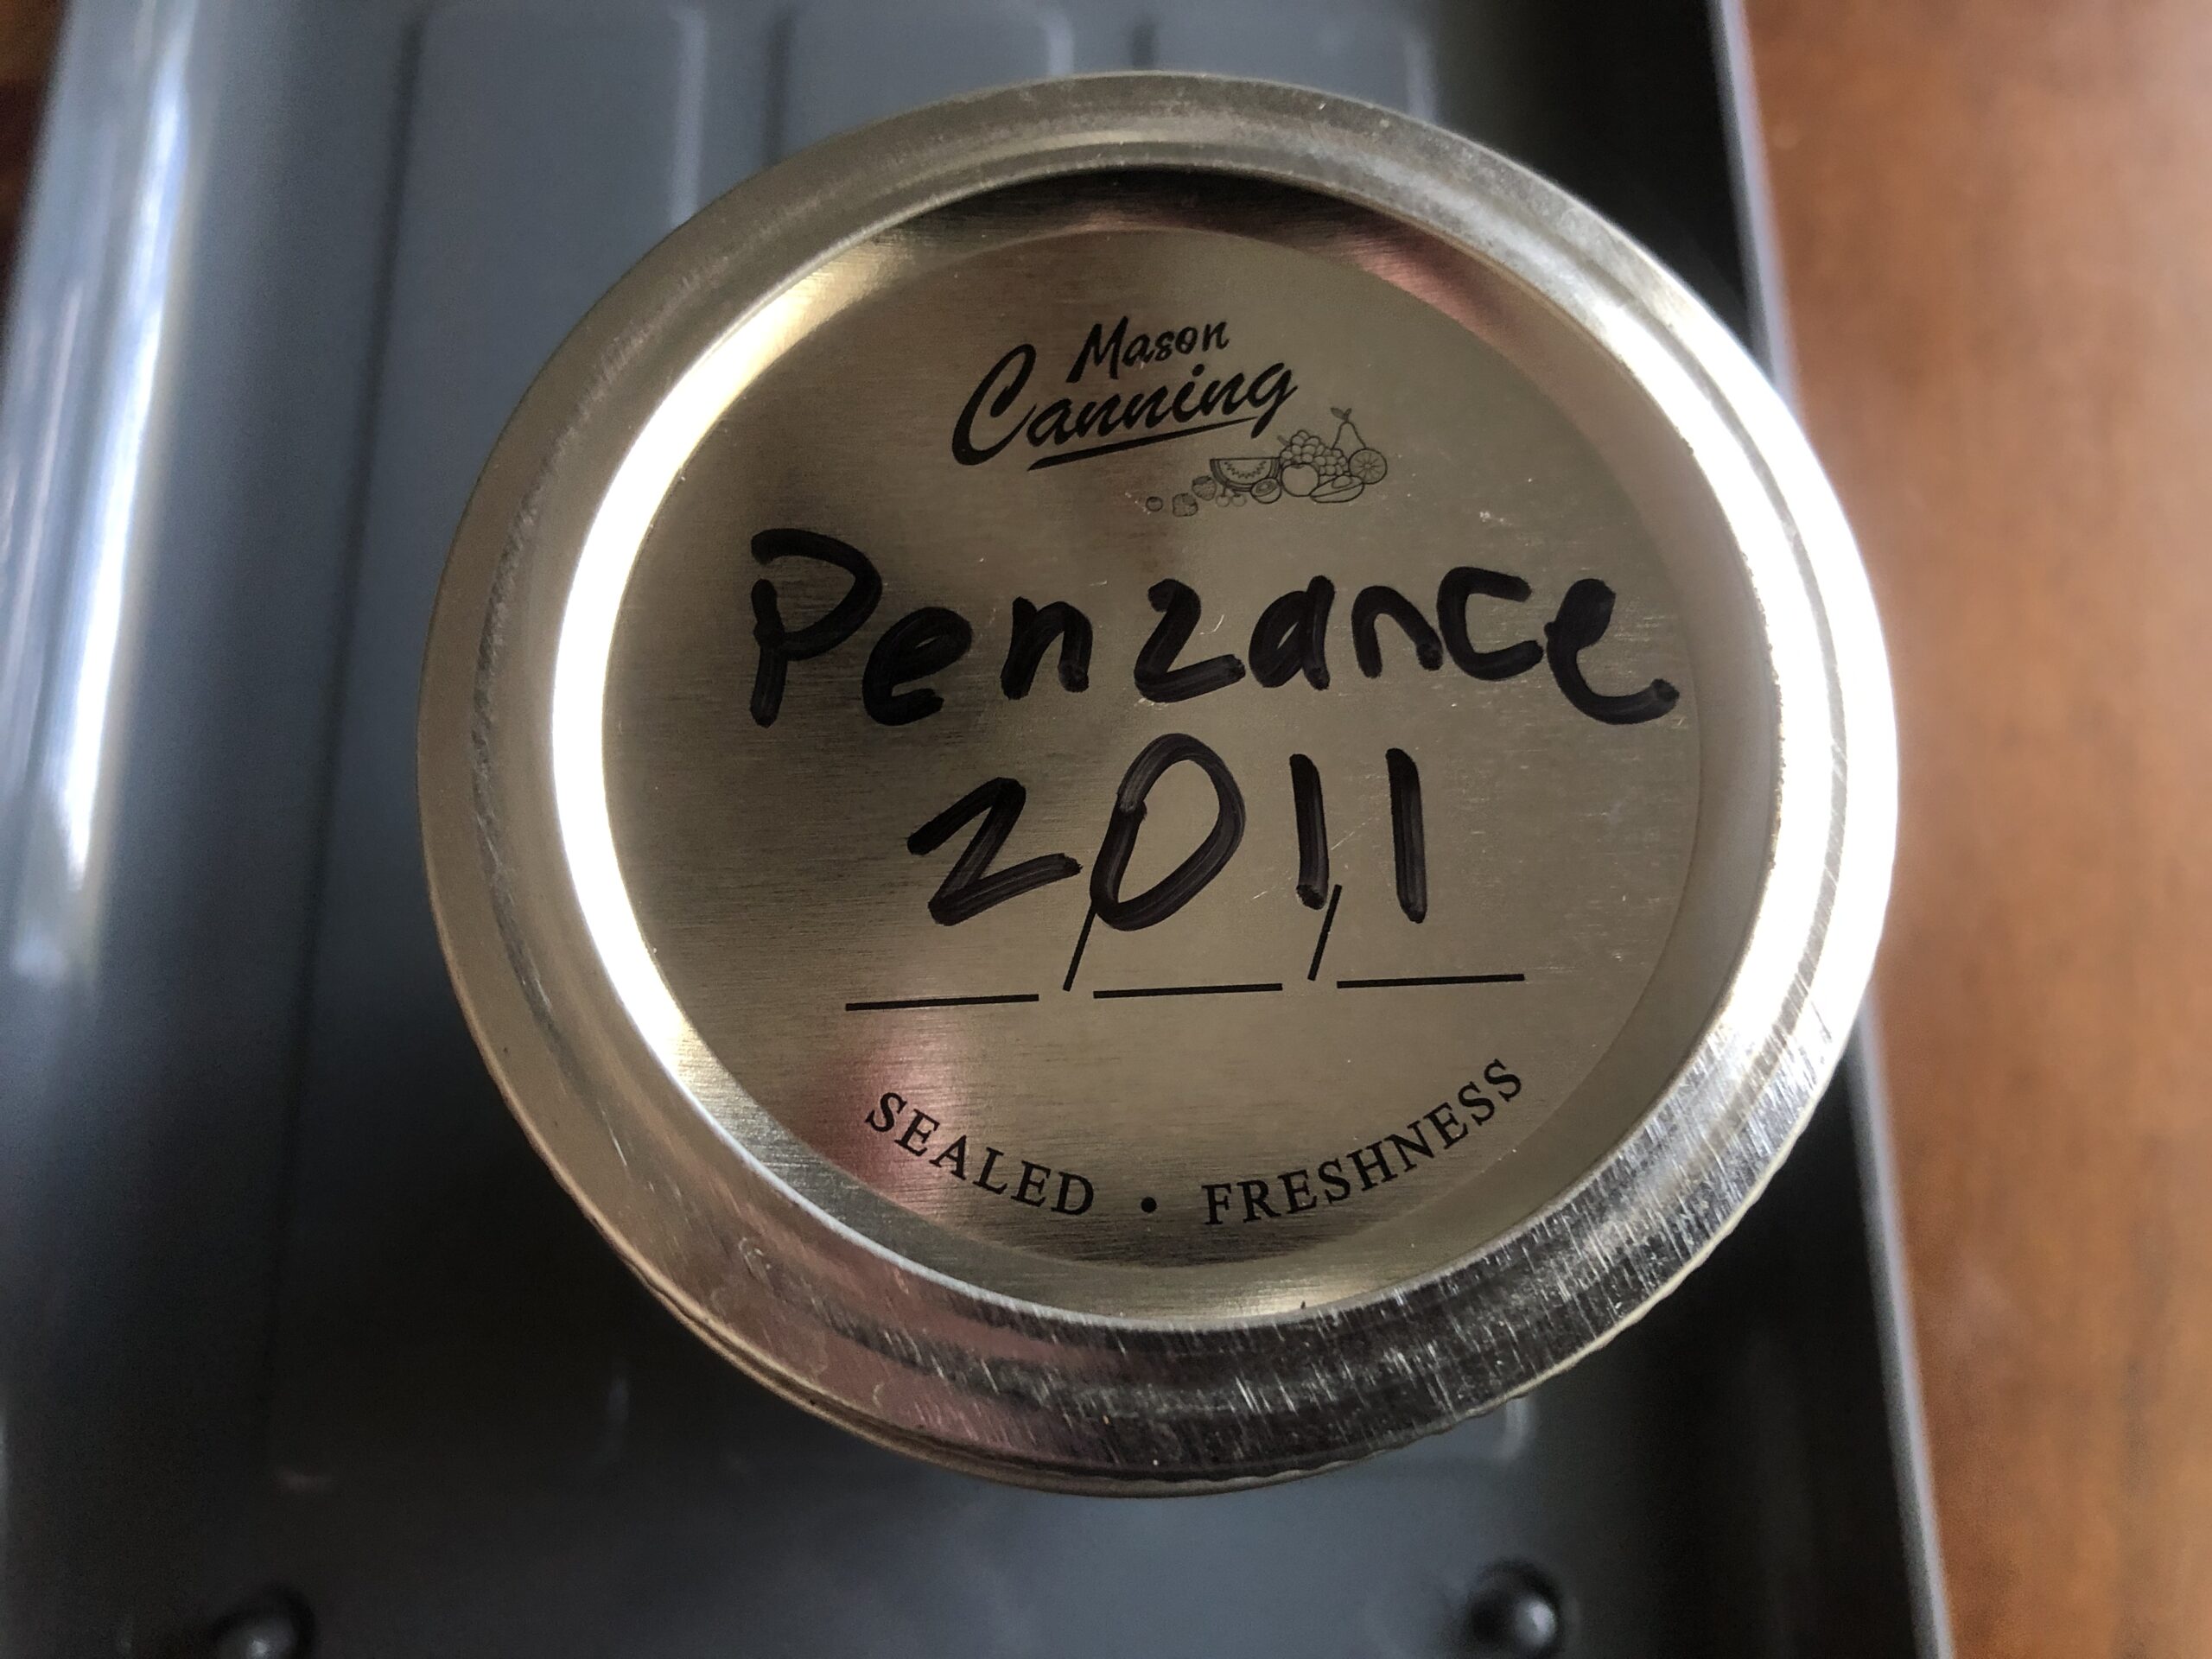 Mason
Canning
Penzance
2011
SEALED • FRESHNESS